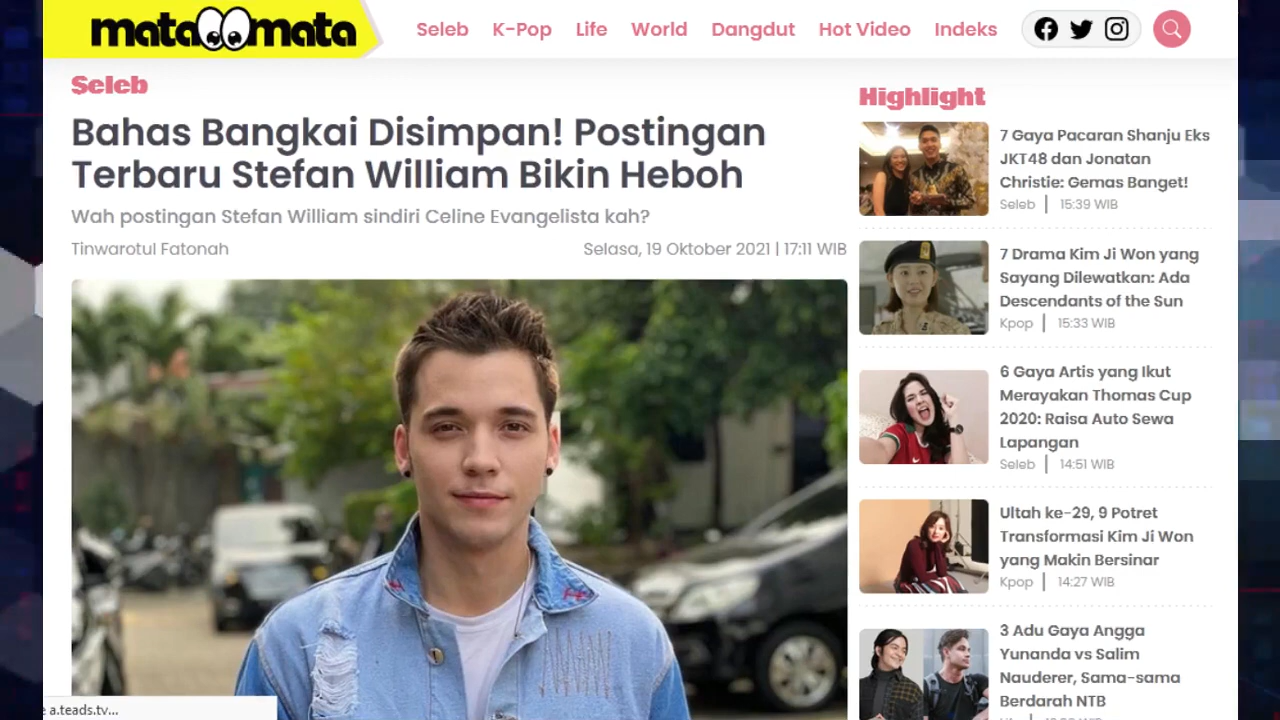 mata mata
Seleb K-Pop Life World Dangdut Hot Video Indeks
Seleb
Bahas Bangkai Disimpan! Postingan
Terbaru Stefan William Bikin Heboh
Wah postingan Stefan William sindiri Celine Evangelista kah?
Tinwarotul Fatonah
Selasa, 19 Oktober 2021 | 17:11 WIB
Highlight
7 Gaya Pacaran Shanju Eks
JKT48 dan Jonatan
Christie: Gemas Banget!
Seleb | 15:39 WIB
7 Drama Kim Ji Won yang
Sayang Dilewatkan: Ada
Descendants of the Sun
Kpop | 15:33 WIB
6 Gaya Artis yang Ikut
Merayakan Thomas Cup
2020: Raisa Auto Sewa
Lapangan
Seleb | 14:51 WIB
Ultah ke-29, 9 Potret
Transformasi Kim Ji Won
yang Makin Bersinar
Kpop | 14:27 WIB
3 Adu Gaya Angga
Yunanda vs Salim
Nauderer, Sama-sama
Berdarah NTB
a.teads.tv...